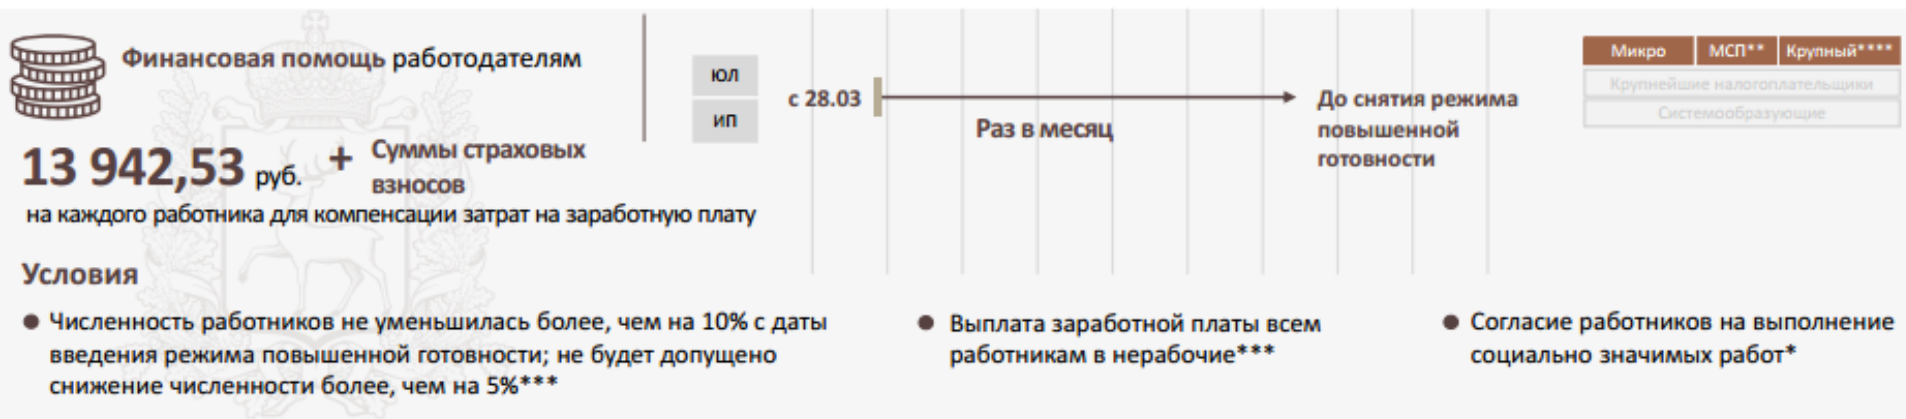 Финансовая помощь работодателям
13 942,53 руб. + Суммы страховых
взносов
на каждого работника для компенсации затрат на заработную плату
юл
ип
с 28.03
Раз в месяц
До снятия режима
повышенной
готовности
Микро МСП** Крупный****
Крупнейшие налогоплательщики
Системообразующие
Условия
● Численность работников не уменьшилась более, чем на 10% с даты
введения режима повышенной готовности; не будет допущено
снижение численности более, чем на 5%***
● Выплата заработной платы всем
работникам в нерабочие***
● Согласие работников на выполнение
социально значимых работ*